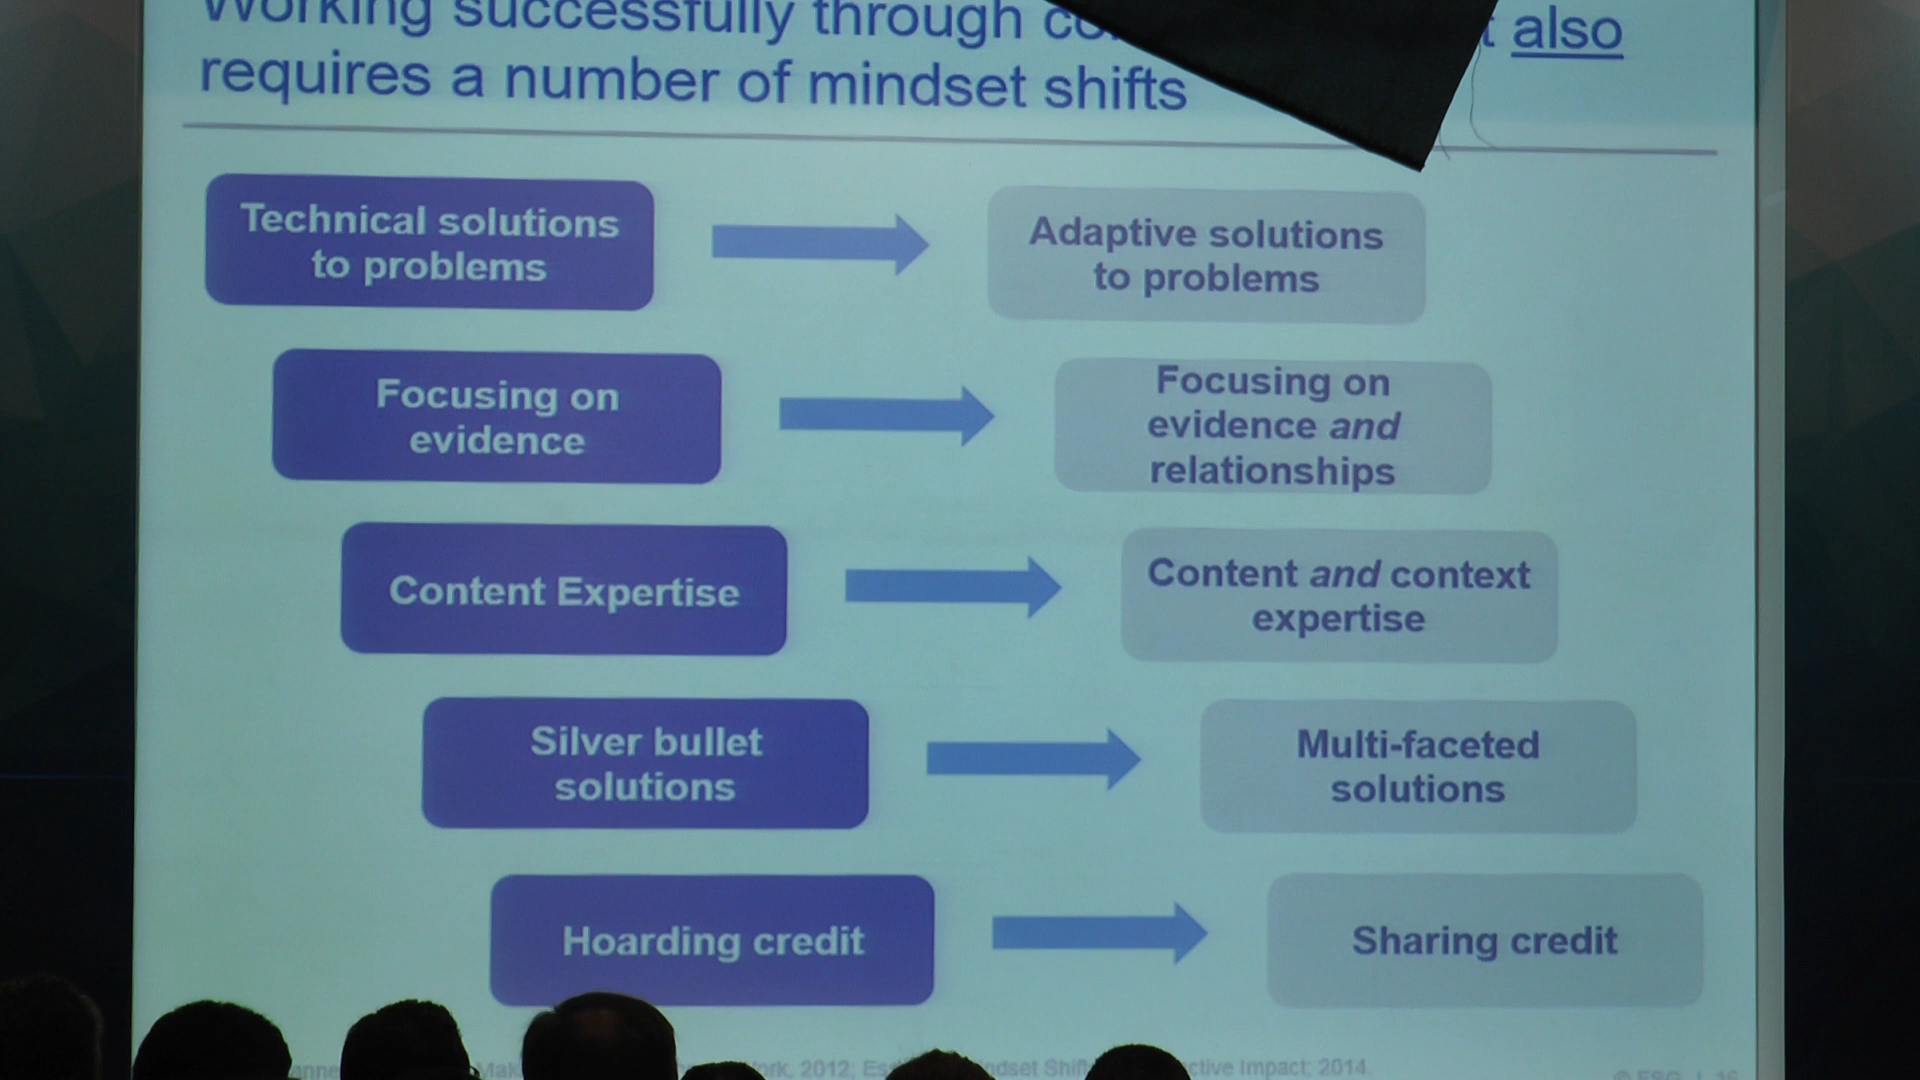 Working successfully through also
requires a number of mindset shifts
Technical solutions
to problems
Adaptive solutions
to problems
Focusing on
evidence
Focusing on
evidence and
relationships
Content Expertise
Content and context
expertise
Silver bullet
solutions
Multi-faceted
solutions
Hoarding credit
Sharing credit
2012; Impact; 2014.